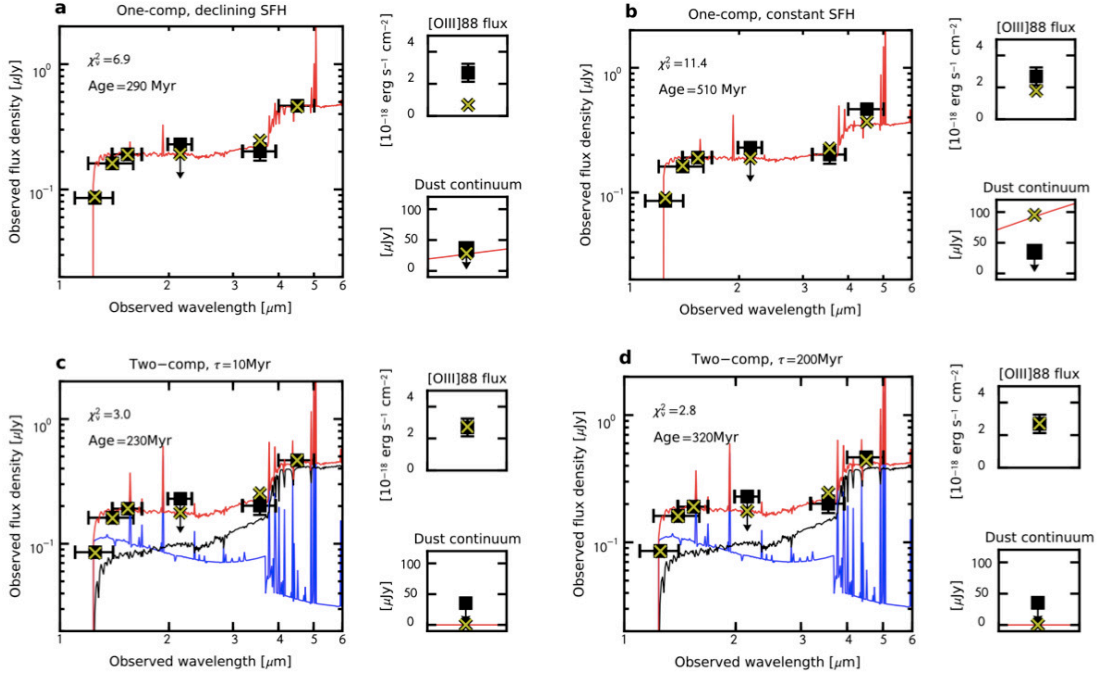 a One-comp, declining SFH
χ²ᵥ=6.9
Age=290 Myr
Observed flux density [μJy]
10⁰
10⁻¹
1 2 3 4 5 6
Observed wavelength [μm]
[OIII]88 flux
[10⁻¹⁸ erg s⁻¹ cm⁻²]
4
2
0
Dust continuum
[μJy]
100
50
0
b One-comp, constant SFH
χ²ᵥ=11.4
Age=510 Myr
Observed flux density [μJy]
10⁰
10⁻¹
1 2 3 4 5 6
Observed wavelength [μm]
[OIII]88 flux
[10⁻¹⁸ erg s⁻¹ cm⁻²]
4
2
0
Dust continuum
[μJy]
100
50
0
c Two−comp, τ=10Myr
χ²ᵥ=3.0
Age=230Myr
Observed flux density [μJy]
10⁰
10⁻¹
1 2 3 4 5 6
Observed wavelength [μm]
[OIII]88 flux
[10⁻¹⁸ erg s⁻¹ cm⁻²]
4
2
0
Dust continuum
[μJy]
100
50
0
d Two−comp, τ=200Myr
χ²ᵥ=2.8
Age=320Myr
Observed flux density [μJy]
10⁰
10⁻¹
1 2 3 4 5 6
Observed wavelength [μm]
[OIII]88 flux
[10⁻¹⁸ erg s⁻¹ cm⁻²]
4
2
0
Dust continuum
[μJy]
100
50
0